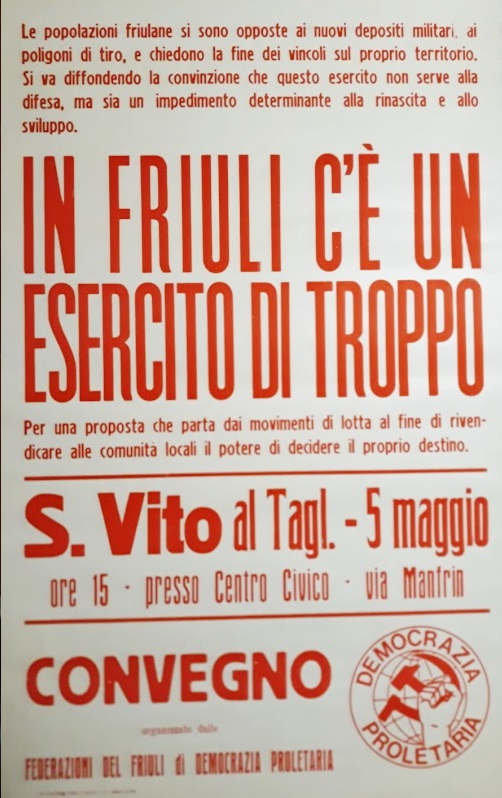 Le popolazioni friulane si sono opposte ai nuovi depositi militari, ai
poligoni di tiro, e chiedono la fine dei vincoli sul proprio territorio.
Si va diffondendo la convinzione che questo esercito non serve alla
difesa, ma sia un impedimento determinante alla rinascita e allo
sviluppo.
IN FRIULI C'È UN
ESERCITO DI TROPPO
Per una proposta che parta dai movimenti di lotta al fine di riven-
dicare alle comunità locali il potere di decidere il proprio destino.
S. Vito al Tagl. - 5 maggio
ore 15 - presso Centro Civico - via Manfrin
CONVEGNO
organizzato dalle
FEDERAZIONI DEL FRIULI di DEMOCRAZIA PROLETARIA
DEMOCRAZIA
PROLETARIA